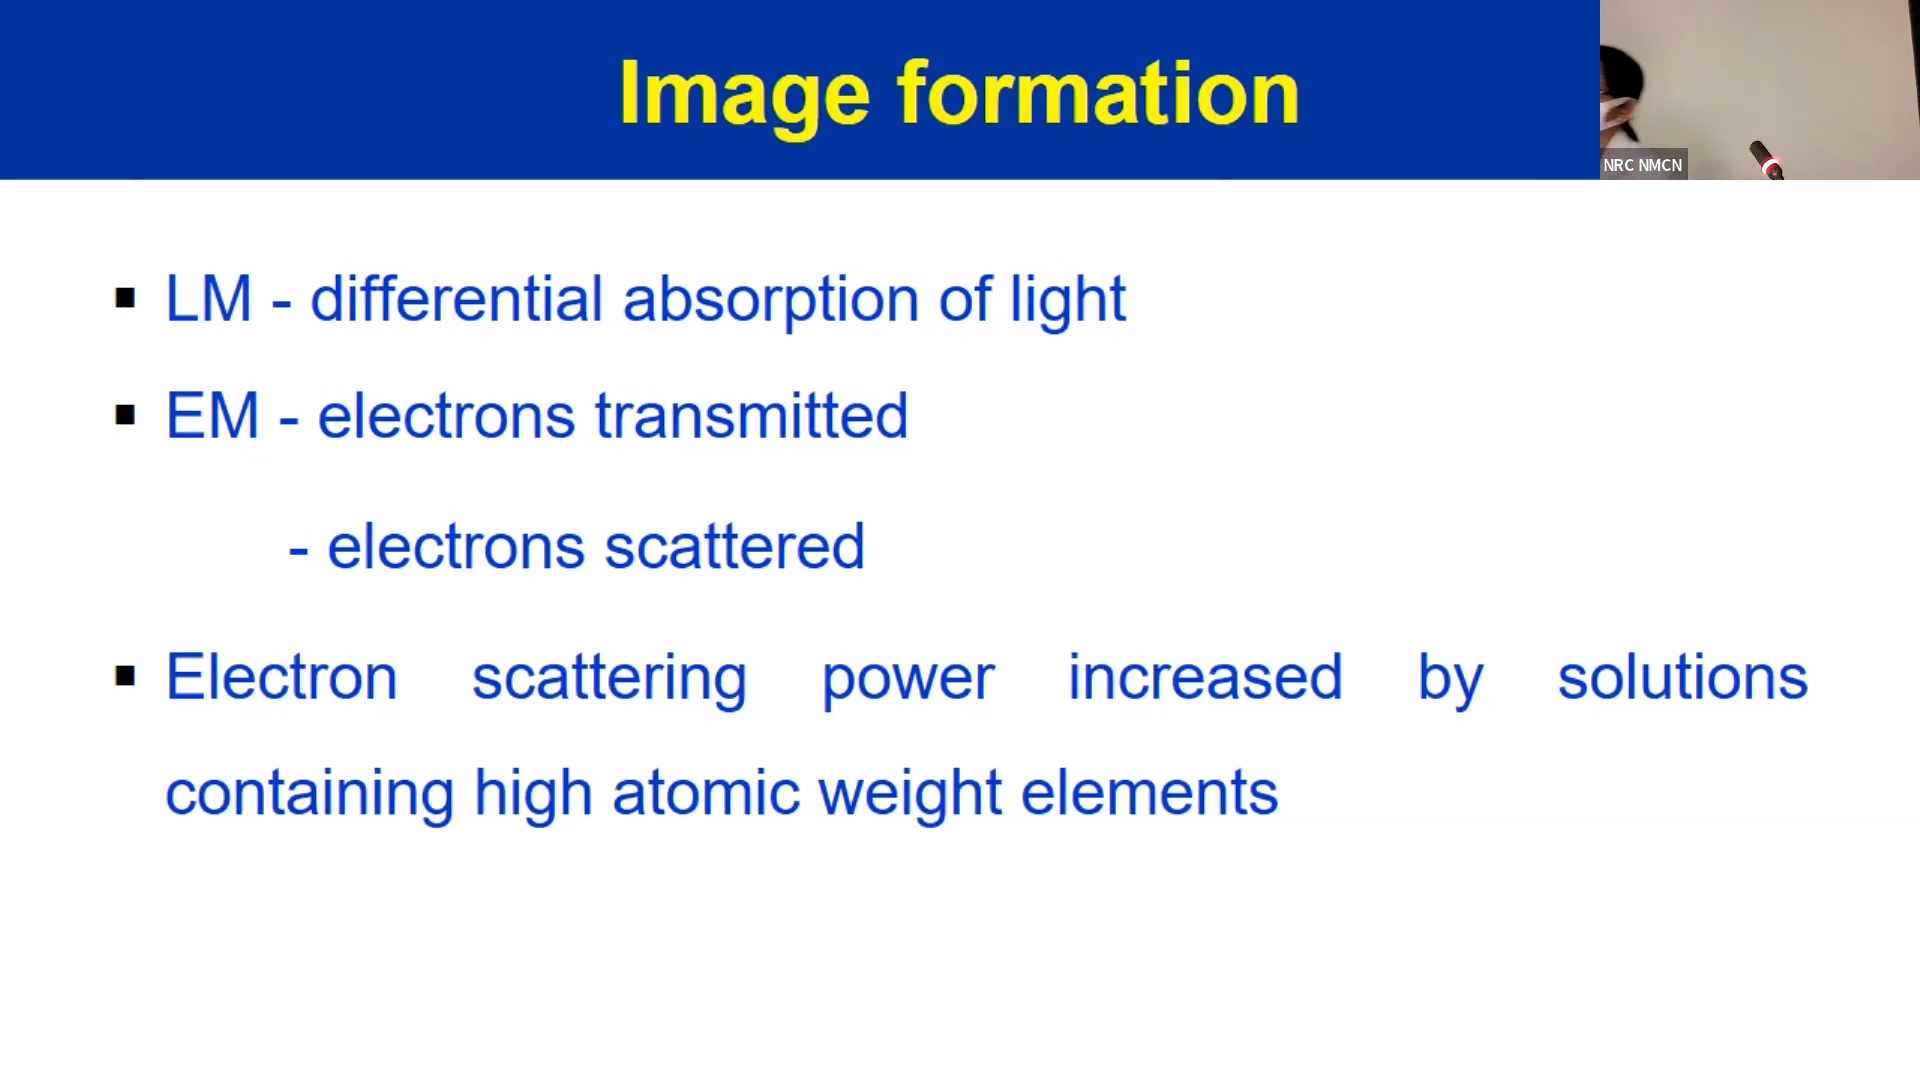 Image formation
NRC NMCN
▪ LM - differential absorption of light
▪ EM - electrons transmitted
- electrons scattered
▪ Electron scattering power increased by solutions
containing high atomic weight elements